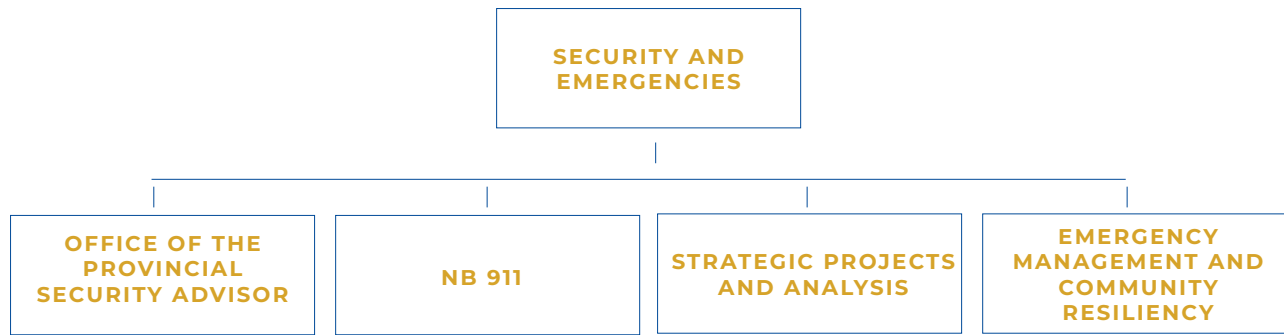 SECURITY AND
EMERGENCIES
OFFICE OF THE
PROVINCIAL
SECURITY ADVISOR
NB 911
STRATEGIC PROJECTS
AND ANALYSIS
EMERGENCY
MANAGEMENT AND
COMMUNITY
RESILIENCY